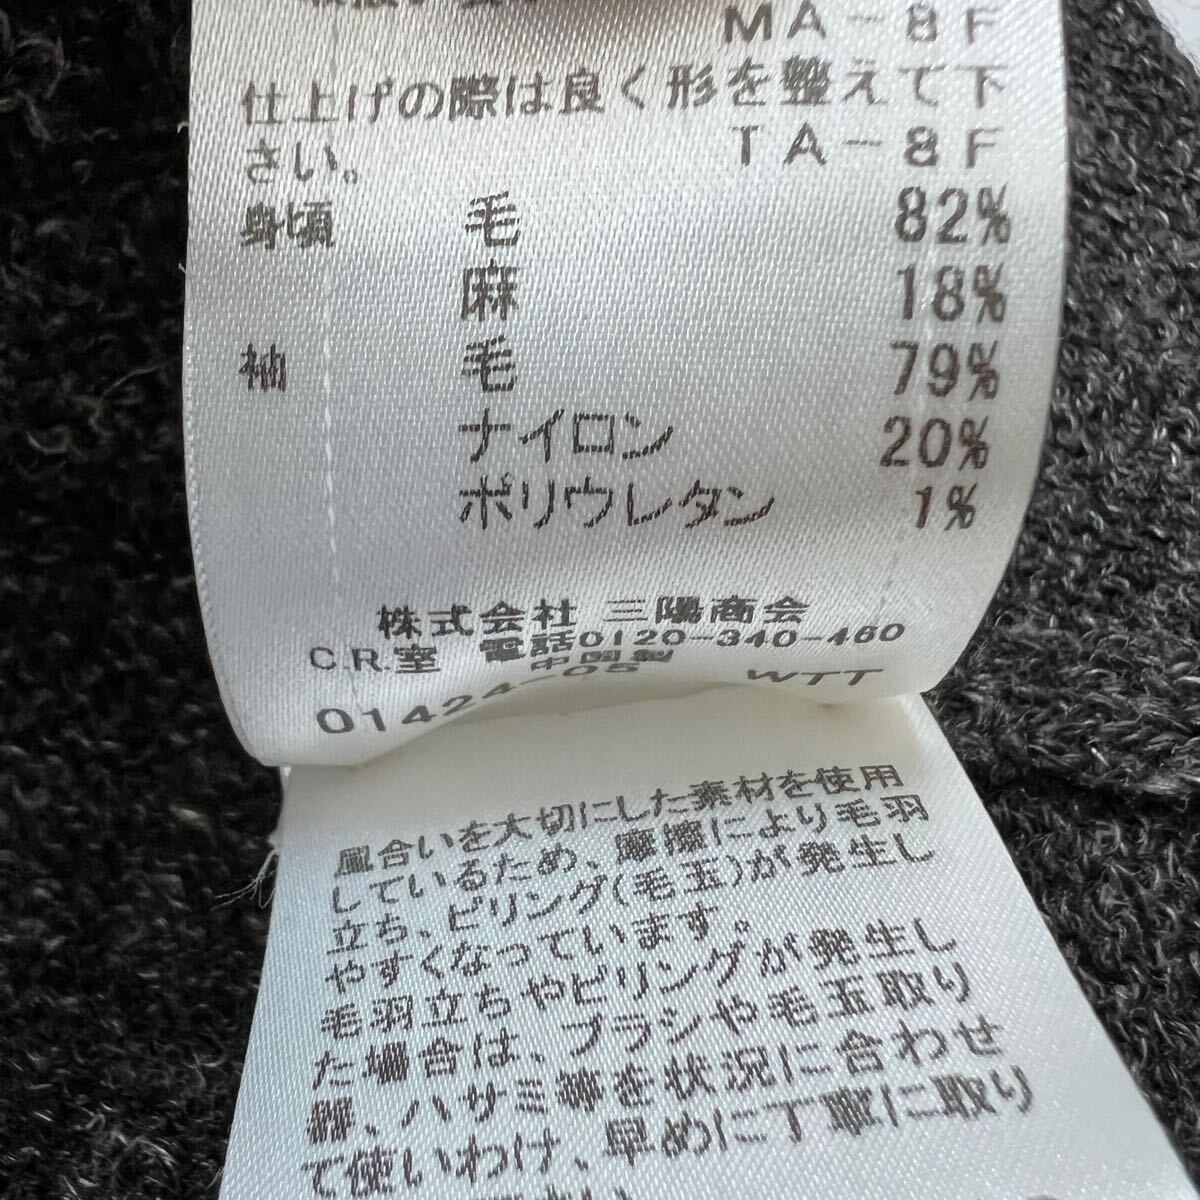 MA-8F
仕上げの際は良く形を整えて下
さい。 TA-8F
身頃 毛 82%
麻 18%
袖 毛 79%
ナイロン 20%
ポリウレタン 1%
株式会社 三陽商会
C.R.室 電話0120-340-460
中国製
01424-05 WTT
風合いを大切にした素材を使用
しているため、摩擦により毛羽
立ち、ピリング(毛玉)が発生し
やすくなっています。
毛羽立ちやピリングが発生し
た場合は、ブラシや毛玉取り
器、ハサミ等を状況に合わせ
て使いわけ、早めに丁寧に取り